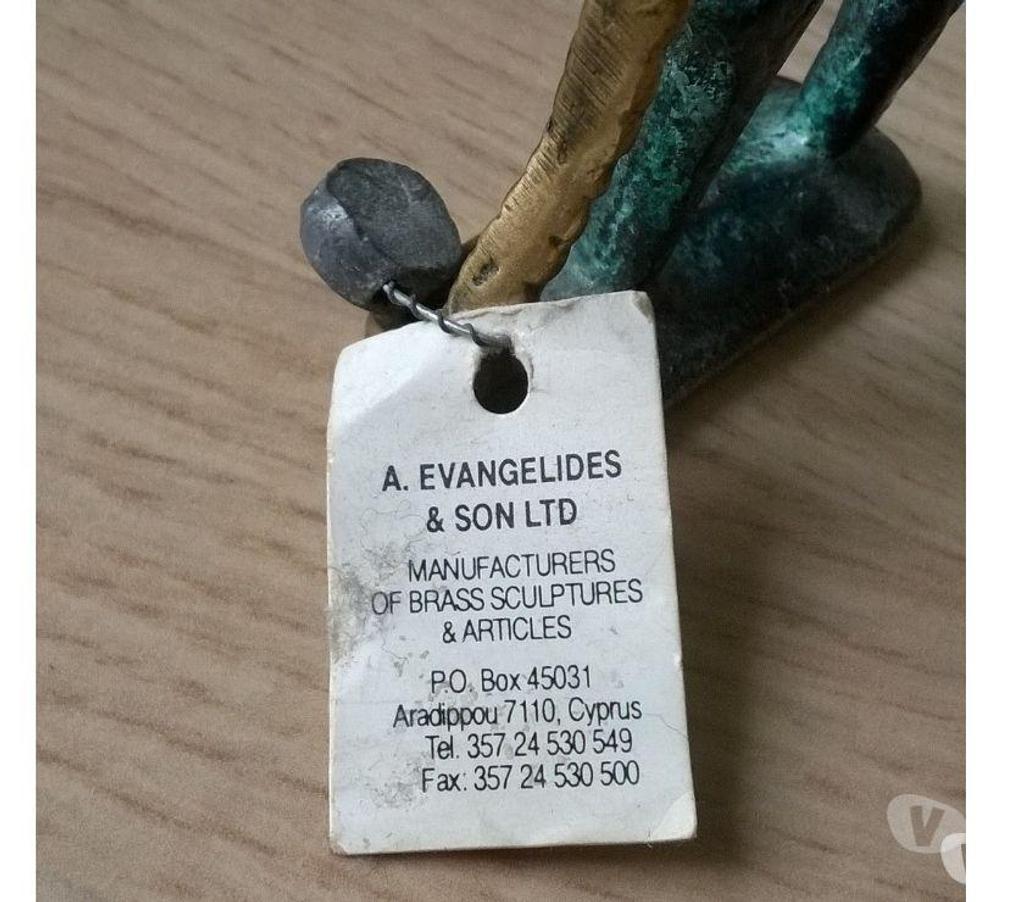 A. EVANGELIDES
& SON LTD
MANUFACTURERS
OF BRASS SCULPTURES
& ARTICLES
P.O. Box 45031
Aradippou 7110, Cyprus
Tel. 357 24 530 549
Fax: 357 24 530 500
V
V